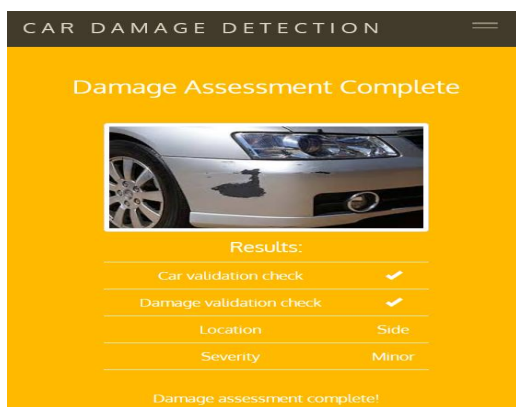 CAR DAMAGE DETECTION
Damage Assessment Complete
Results:
Car validation check ✔
Damage validation check ✔
Location Side
Severity Minor
Damage assessment complete!